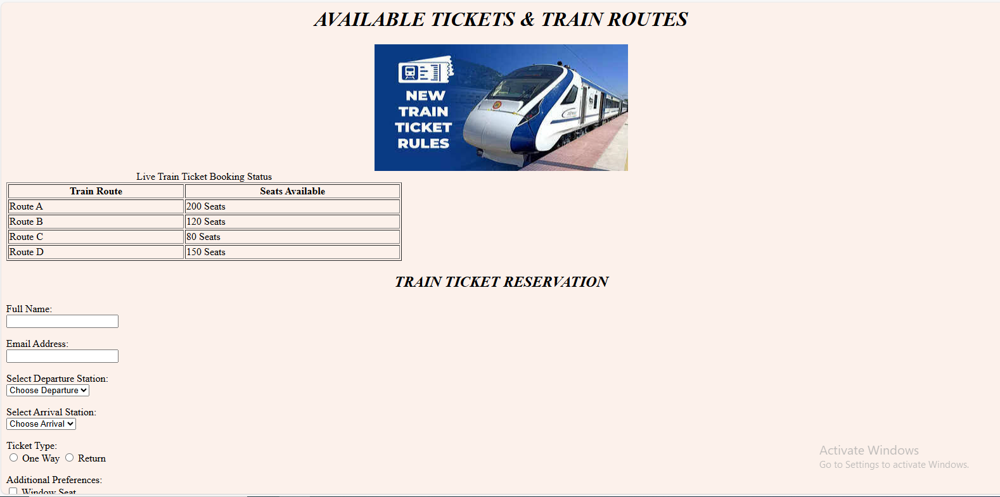 AVAILABLE TICKETS & TRAIN ROUTES
NEW
TRAIN
TICKET
RULES
Live Train Ticket Booking Status
Train Route Seats Available
Route A 200 Seats
Route B 120 Seats
Route C 80 Seats
Route D 150 Seats
TRAIN TICKET RESERVATION
Full Name:
Email Address:
Select Departure Station:
Choose Departure
Select Arrival Station:
Choose Arrival
Ticket Type:
One Way Return
Additional Preferences:
Window Seat
Activate Windows
Go to Settings to activate Windows.